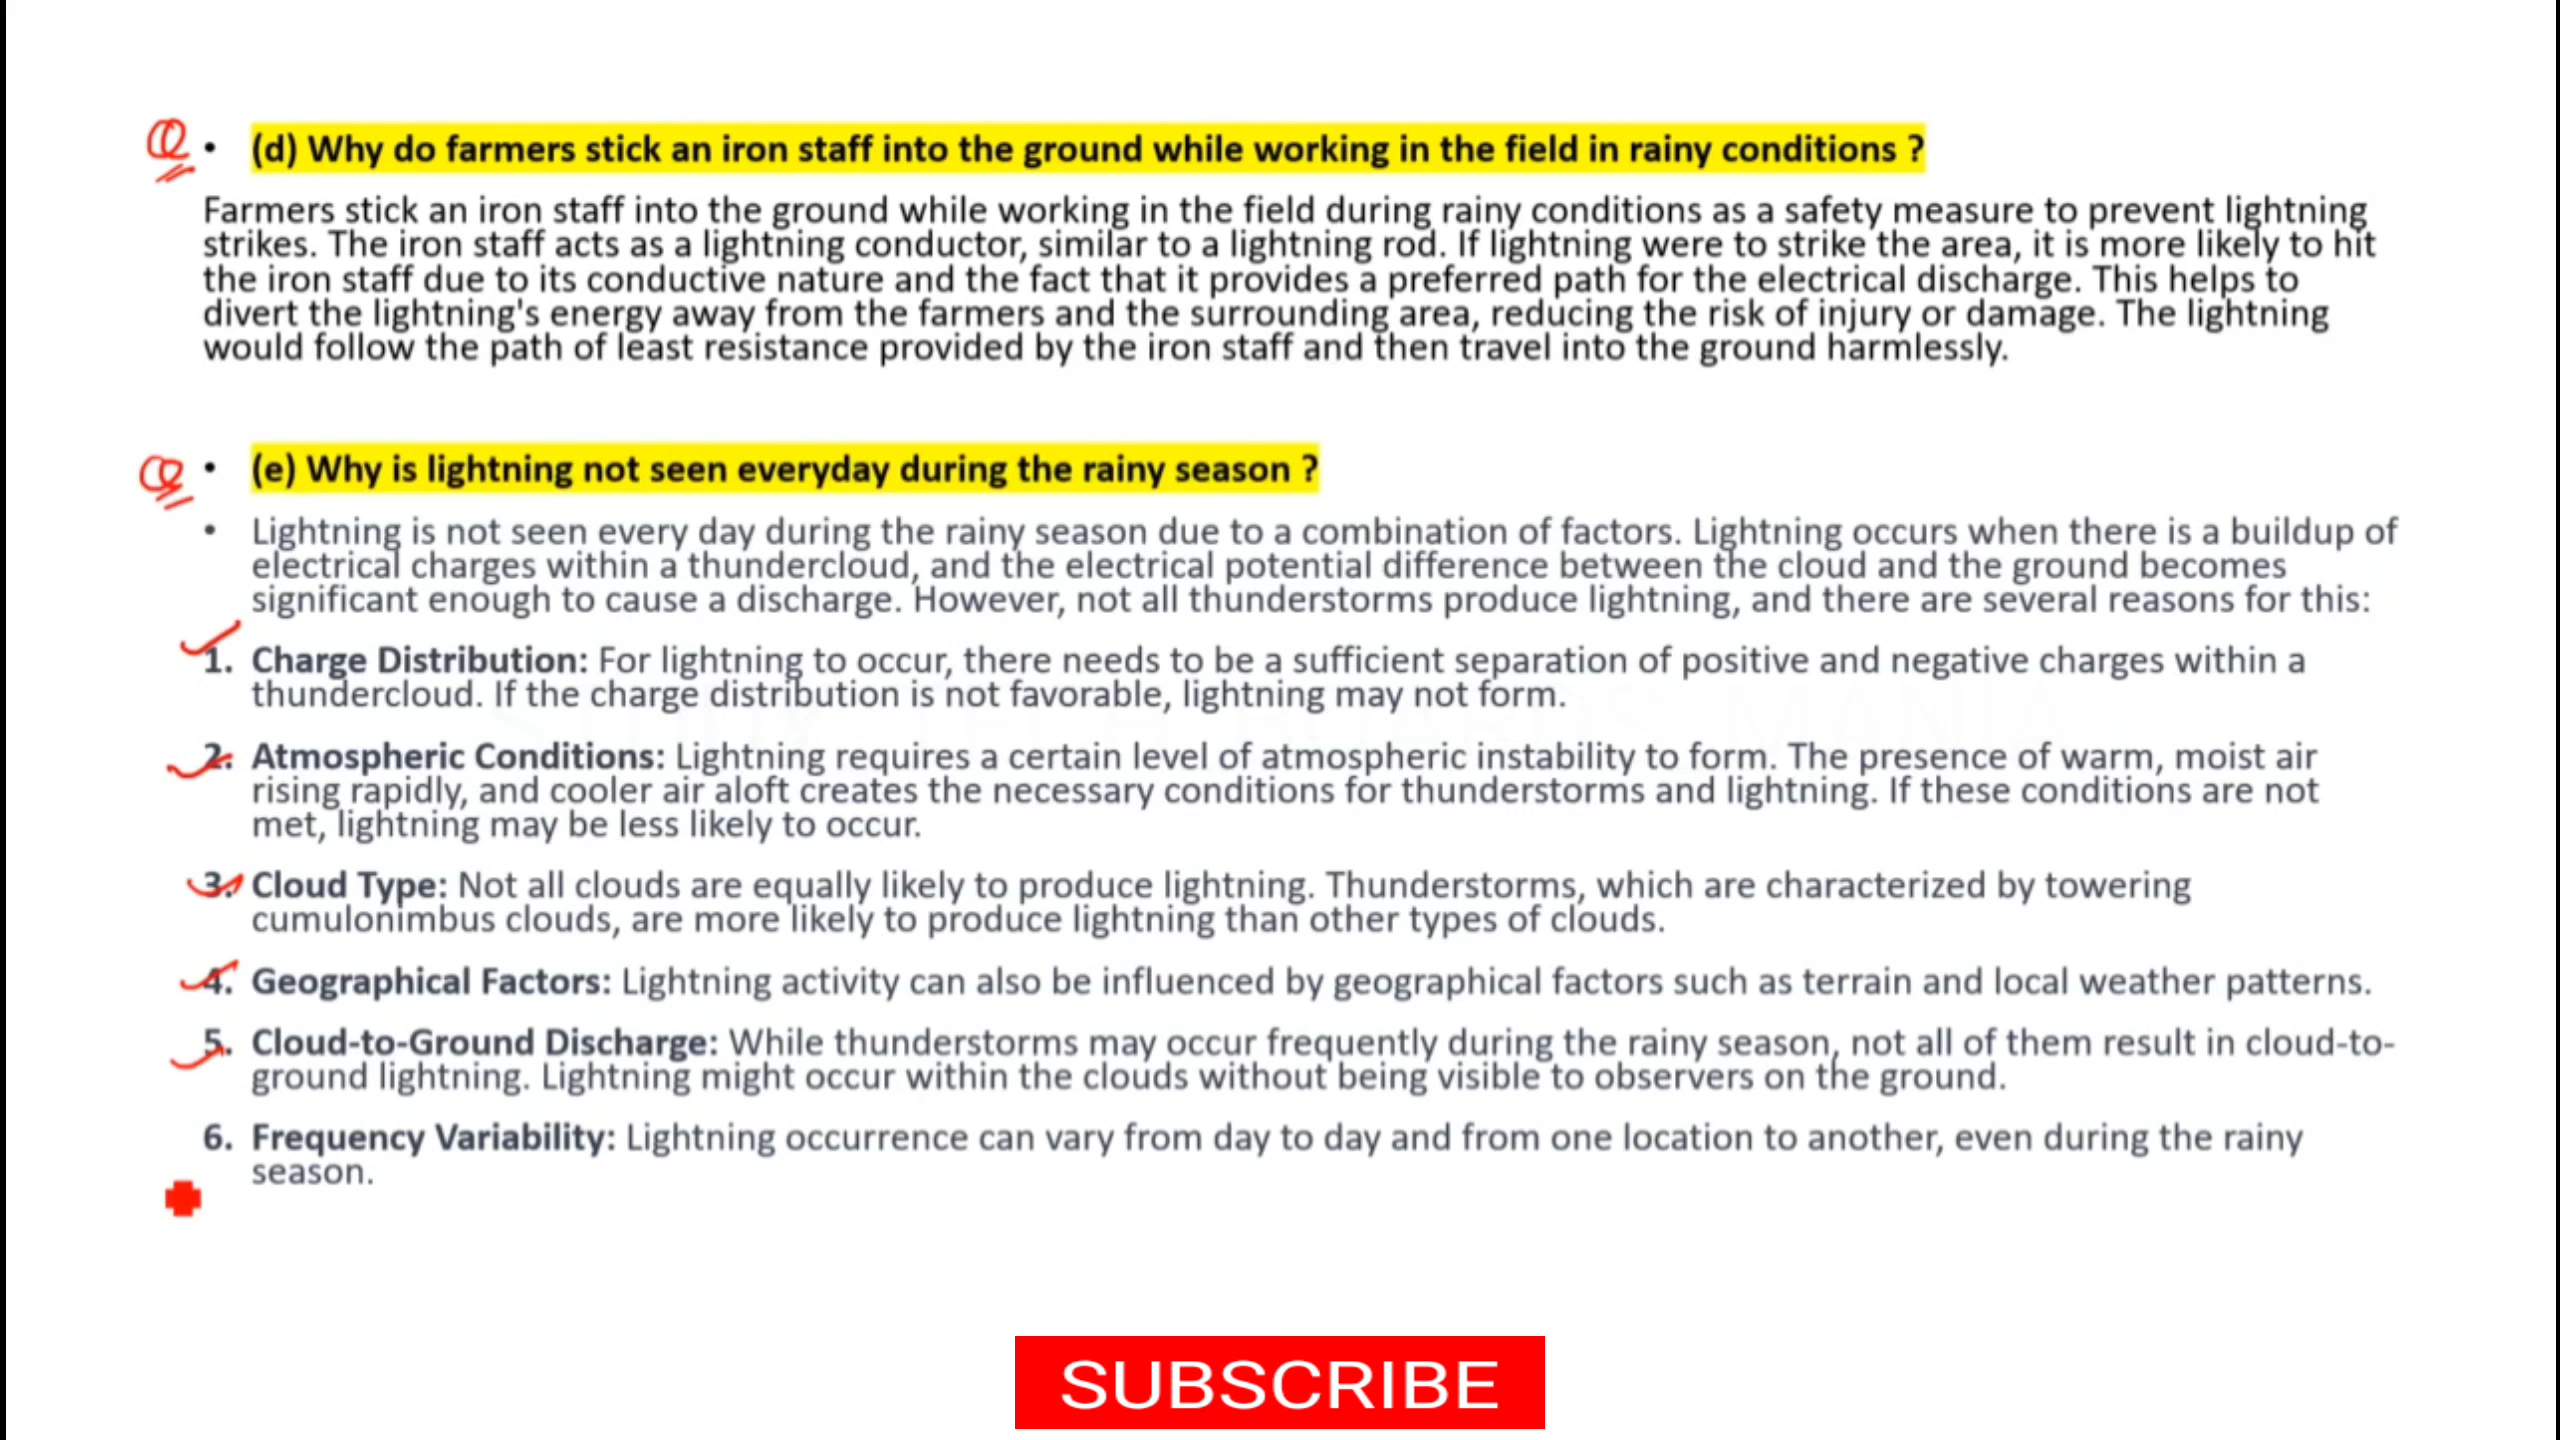 Q • (d) Why do farmers stick an iron staff into the ground while working in the field in rainy conditions ?
Farmers stick an iron staff into the ground while working in the field during rainy conditions as a safety measure to prevent lightning
strikes. The iron staff acts as a lightning conductor, similar to a lightning rod. If lightning were to strike the area, it is more likely to hit
the iron staff due to its conductive nature and the fact that it provides a preferred path for the electrical discharge. This helps to
divert the lightning's energy away from the farmers and the surrounding area, reducing the risk of injury or damage. The lightning
would follow the path of least resistance provided by the iron staff and then travel into the ground harmlessly.
Q • (e) Why is lightning not seen everyday during the rainy season ?
• Lightning is not seen every day during the rainy season due to a combination of factors. Lightning occurs when there is a buildup of
electrical charges within a thundercloud, and the electrical potential difference between the cloud and the ground becomes
significant enough to cause a discharge. However, not all thunderstorms produce lightning, and there are several reasons for this:
1. Charge Distribution: For lightning to occur, there needs to be a sufficient separation of positive and negative charges within a
thundercloud. If the charge distribution is not favorable, lightning may not form.
2. Atmospheric Conditions: Lightning requires a certain level of atmospheric instability to form. The presence of warm, moist air
rising rapidly, and cooler air aloft creates the necessary conditions for thunderstorms and lightning. If these conditions are not
met, lightning may be less likely to occur.
3. Cloud Type: Not all clouds are equally likely to produce lightning. Thunderstorms, which are characterized by towering
cumulonimbus clouds, are more likely to produce lightning than other types of clouds.
4. Geographical Factors: Lightning activity can also be influenced by geographical factors such as terrain and local weather patterns.
5. Cloud-to-Ground Discharge: While thunderstorms may occur frequently during the rainy season, not all of them result in cloud-to-
ground lightning. Lightning might occur within the clouds without being visible to observers on the ground.
6. Frequency Variability: Lightning occurrence can vary from day to day and from one location to another, even during the rainy
season.
SUBSCRIBE